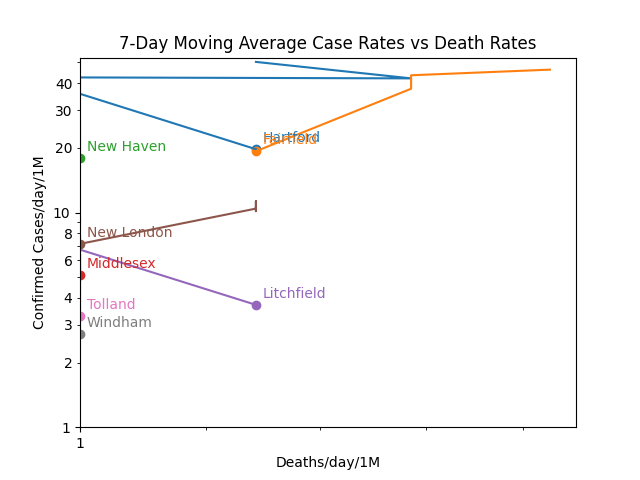 7-Day Moving Average Case Rates vs Death Rates
Confirmed Cases/day/1M
40
30
20
10
8
6
4
3
2
1
Hartford
Fairfield
New Haven
New London
Middlesex
Litchfield
Tolland
Windham
1
Deaths/day/1M